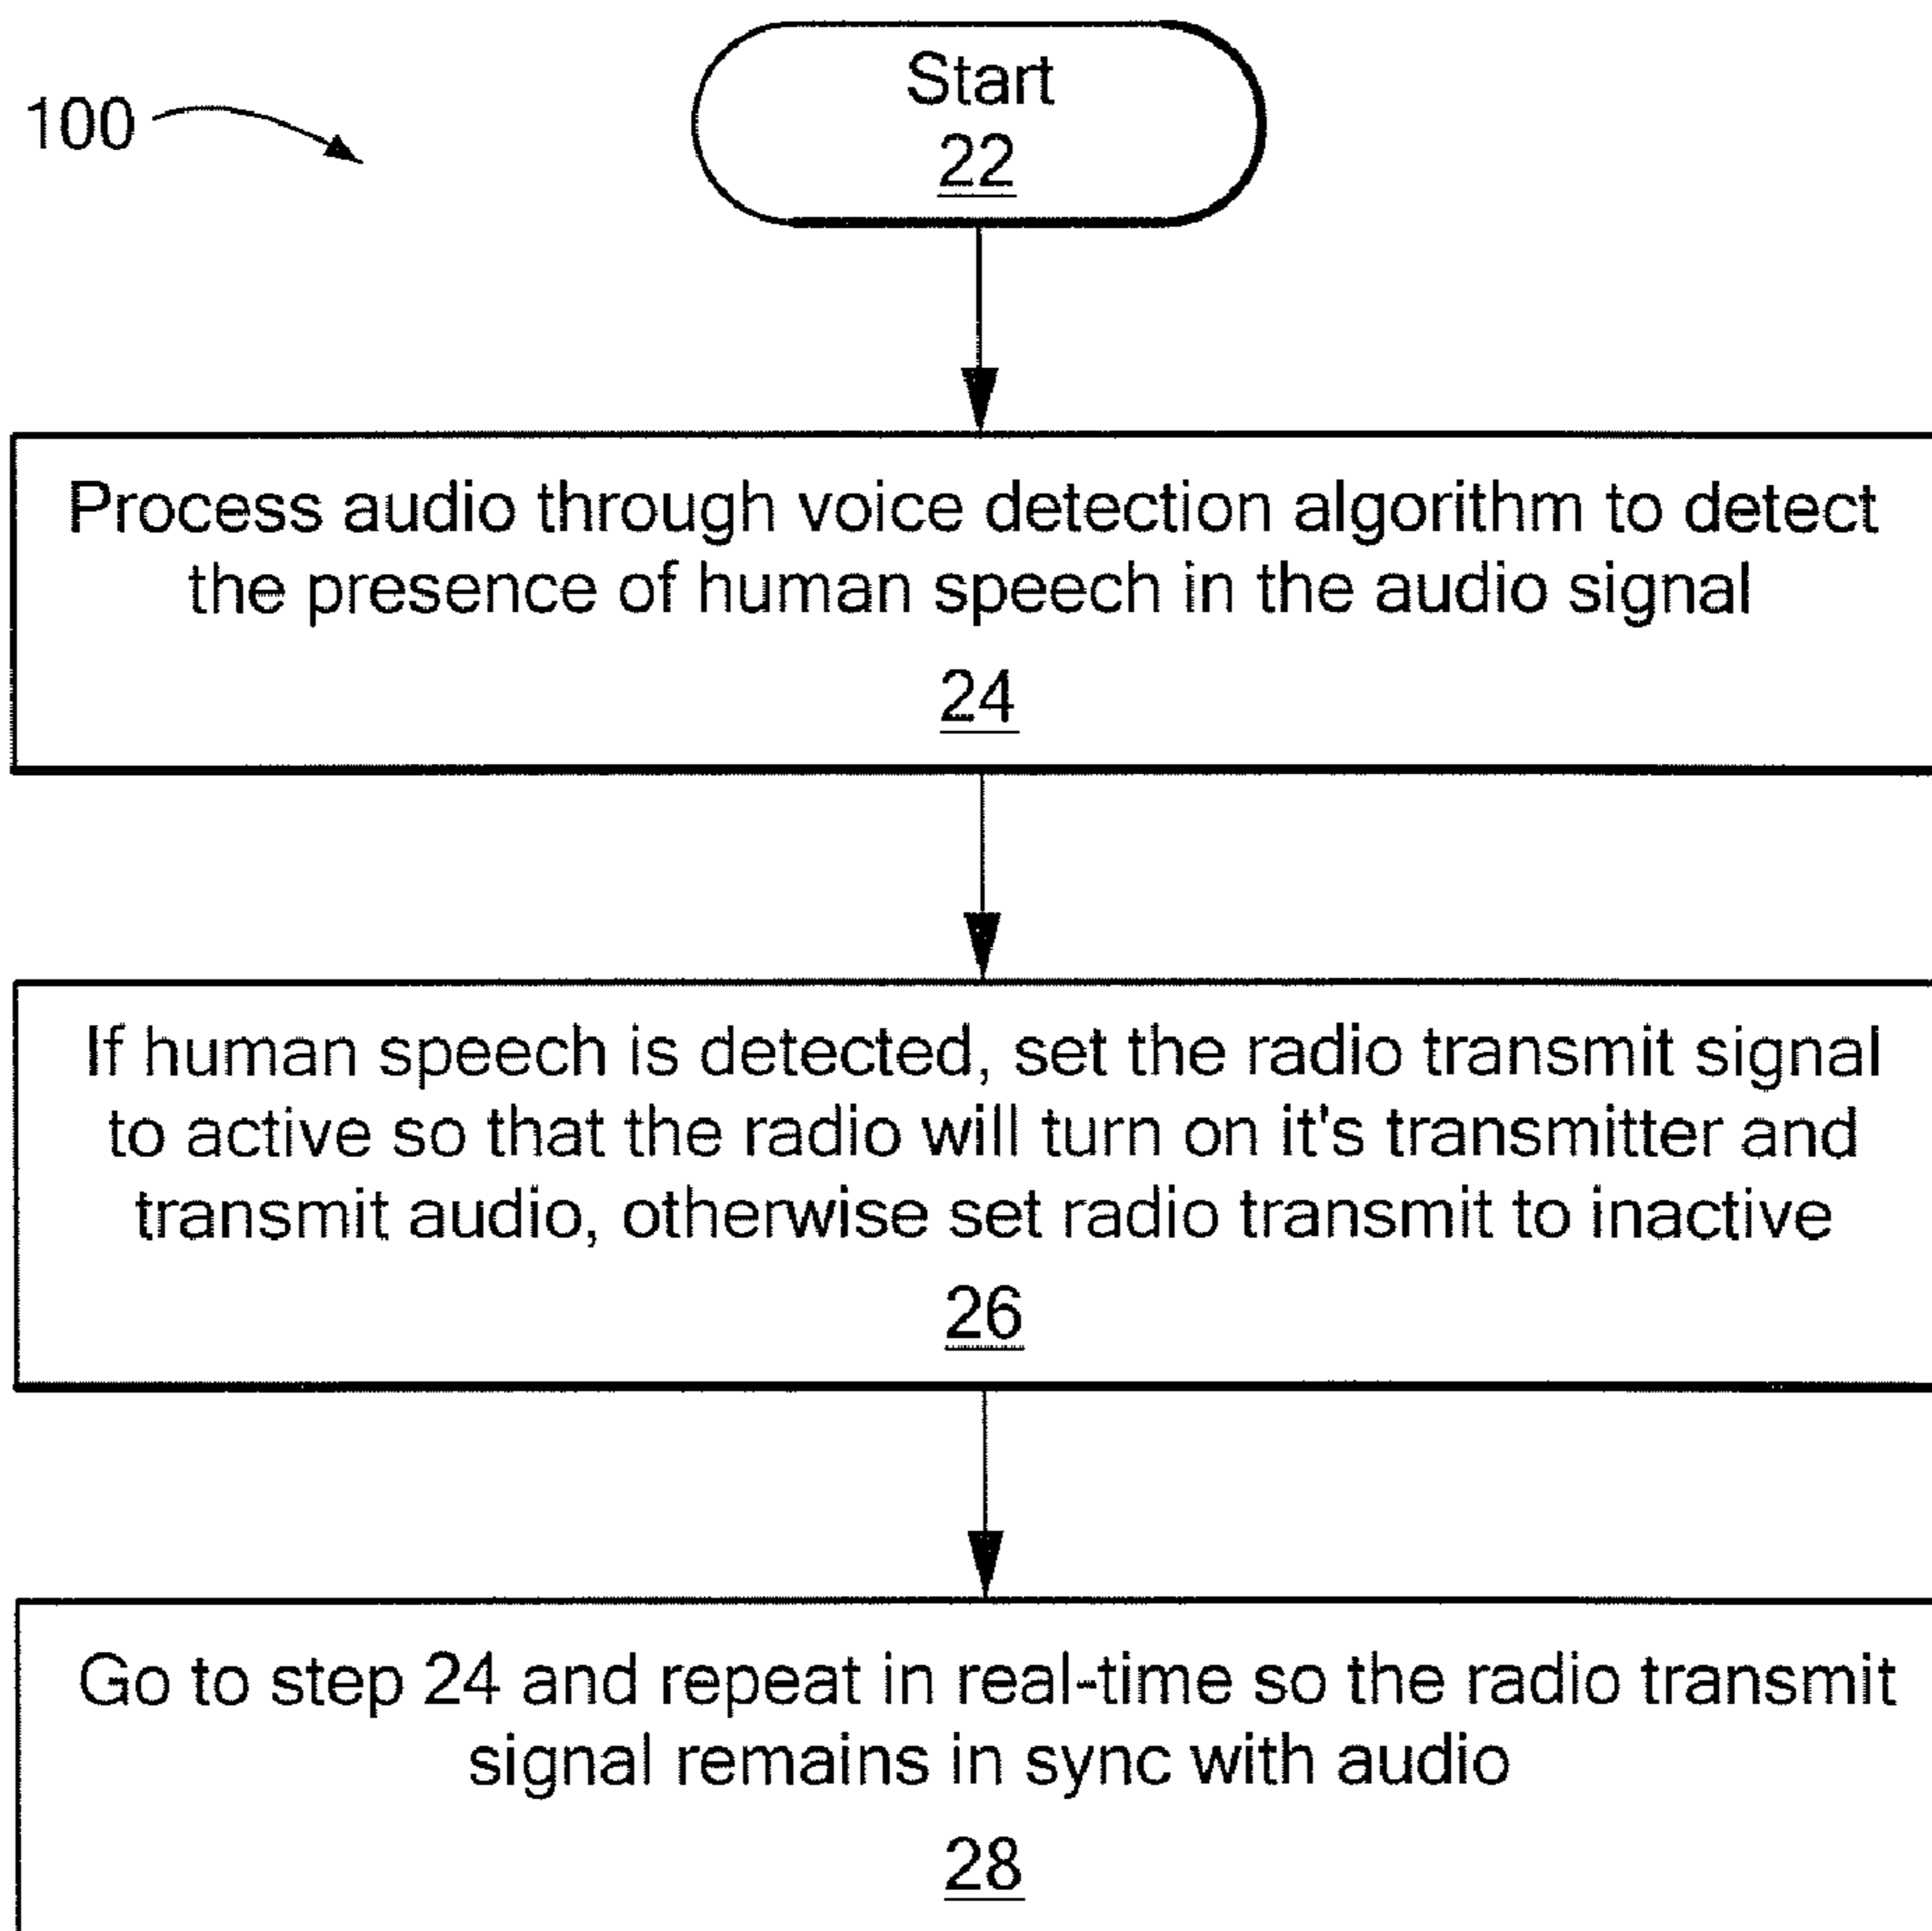 100
Start
22
Process audio through voice detection algorithm to detect
the presence of human speech in the audio signal
24
If human speech is detected, set the radio transmit signal
to active so that the radio will turn on it's transmitter and
transmit audio, otherwise set radio transmit to inactive
26
Go to step 24 and repeat in real-time so the radio transmit
signal remains in sync with audio
28